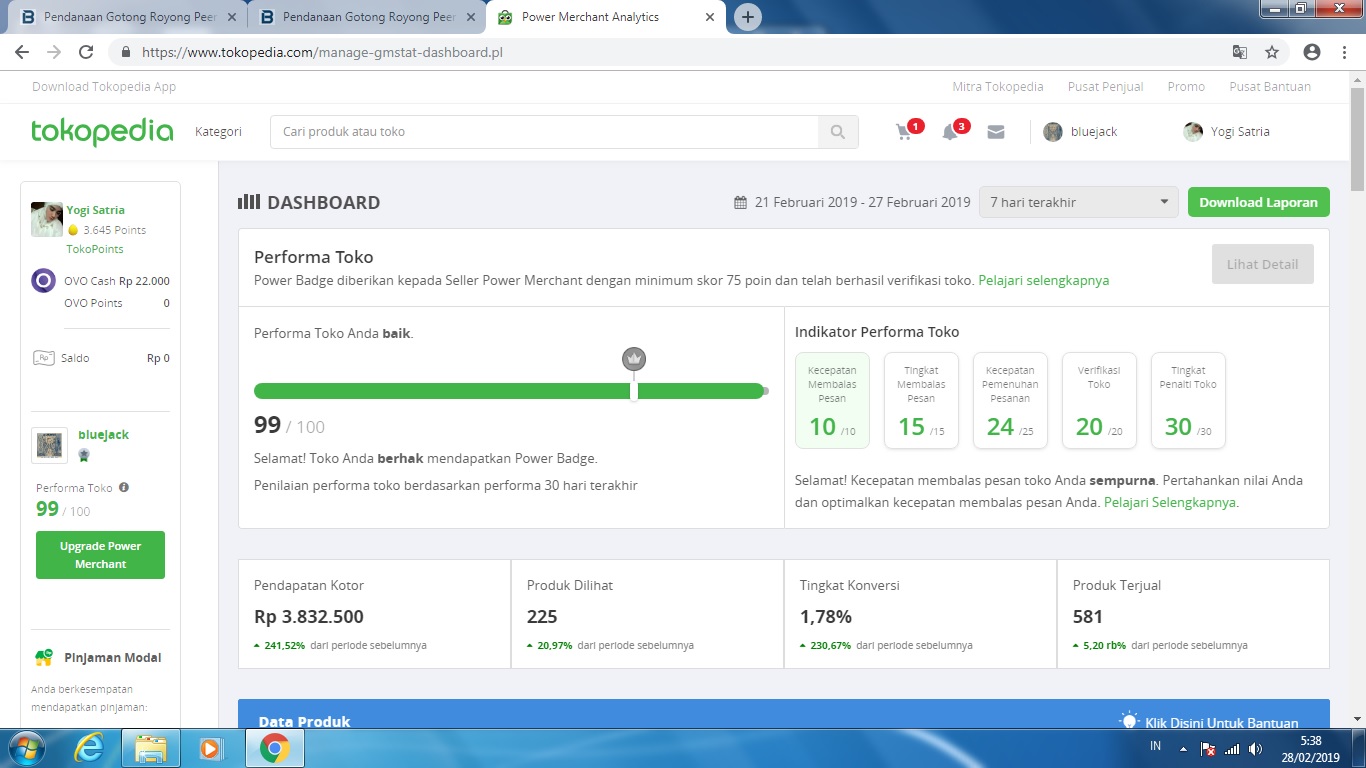 Pendanaan Gotong Royong Peer
Pendanaan Gotong Royong Peer
Power Merchant Analytics
https://www.tokopedia.com/manage-gmstat-dashboard.pl
Download Tokopedia App
Mitra Tokopedia
Pusat Penjual
Promo
Pusat Bantuan
tokopedia
Kategori
Cari produk atau toko
1
3
bluejack
Yogi Satria
Yogi Satria
3.645 Points
TokoPoints
OVO Cash Rp 22.000
OVO Points 0
Saldo Rp 0
bluejack
Performa Toko
99 / 100
Upgrade Power
Merchant
Pinjaman Modal
Anda berkesempatan
mendapatkan pinjaman:
DASHBOARD
21 Februari 2019 - 27 Februari 2019
7 hari terakhir
Download Laporan
Performa Toko
Power Badge diberikan kepada Seller Power Merchant dengan minimum skor 75 poin dan telah berhasil verifikasi toko. Pelajari selengkapnya
Lihat Detail
Performa Toko Anda baik.
99 / 100
Selamat! Toko Anda berhak mendapatkan Power Badge.
Penilaian performa toko berdasarkan performa 30 hari terakhir
Indikator Performa Toko
Kecepatan
Membalas
Pesan
10 /10
Tingkat
Membalas
Pesan
15 /15
Kecepatan
Pemenuhan
Pesanan
24 /25
Verifikasi
Toko
20 /20
Tingkat
Penalti Toko
30 /30
Selamat! Kecepatan membalas pesan toko Anda sempurna. Pertahankan nilai Anda
dan optimalkan kecepatan membalas pesan Anda. Pelajari Selengkapnya.
Pendapatan Kotor
Rp 3.832.500
241,52% dari periode sebelumnya
Produk Dilihat
225
20,97% dari periode sebelumnya
Tingkat Konversi
1,78%
230,67% dari periode sebelumnya
Produk Terjual
581
5,20 rb% dari periode sebelumnya
Data Produk
Klik Disini Untuk Bantuan
IN
5:38
28/02/2019